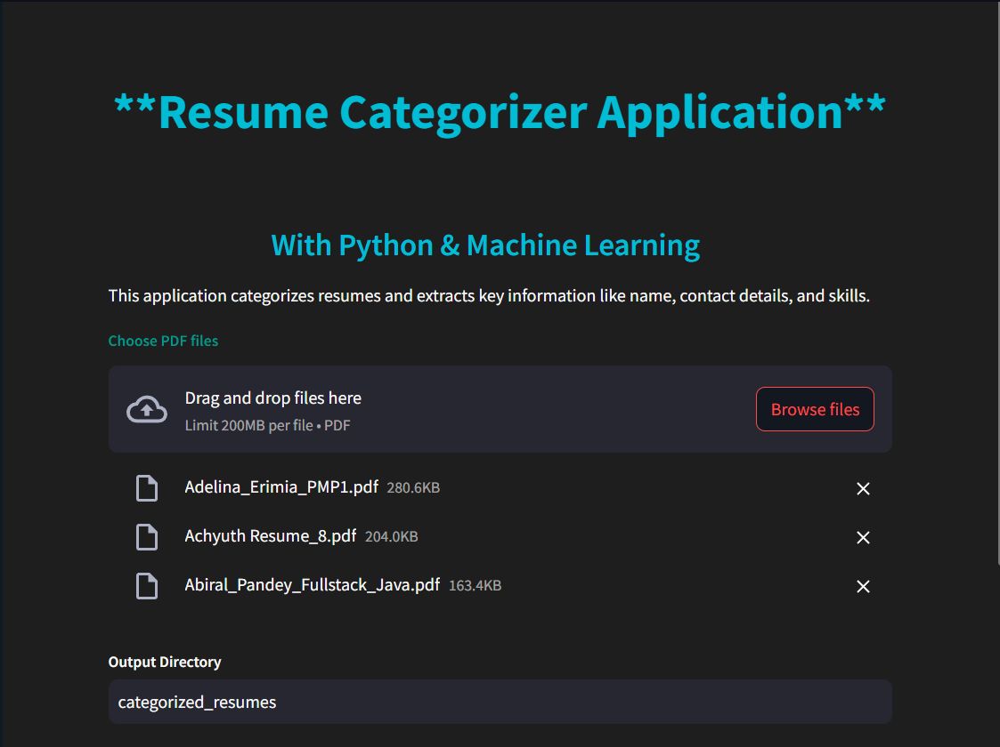 **Resume Categorizer Application**
With Python & Machine Learning
This application categorizes resumes and extracts key information like name, contact details, and skills.
Choose PDF files
Drag and drop files here
Limit 200MB per file • PDF
Browse files
Adelina_Erimia_PMP1.pdf 280.6KB
Achyuth Resume_8.pdf 204.0KB
Abiral_Pandey_Fullstack_Java.pdf 163.4KB
Output Directory
categorized_resumes